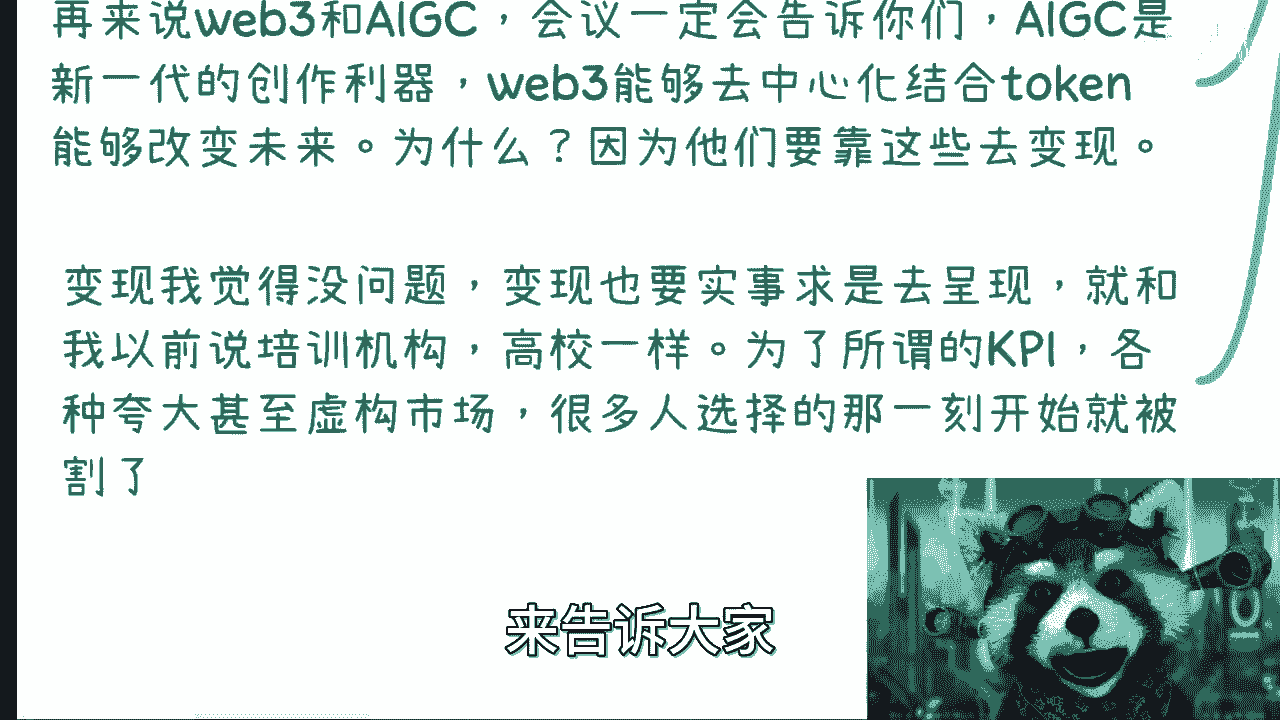 再来说web3和AIGC，会议一定会告诉你们，AIGC是
新一代的创作利器，web3能够去中心化结合token
能够改变未来。为什么？因为他们要靠这些去变现。
变现我觉得没问题，变现也要实事求是去呈现，就和
我以前说培训机构，高校一样。为了所谓的KPI，各
种夸大甚至虚构市场，很多人选择的那一刻开始就被
割了
来告诉大家